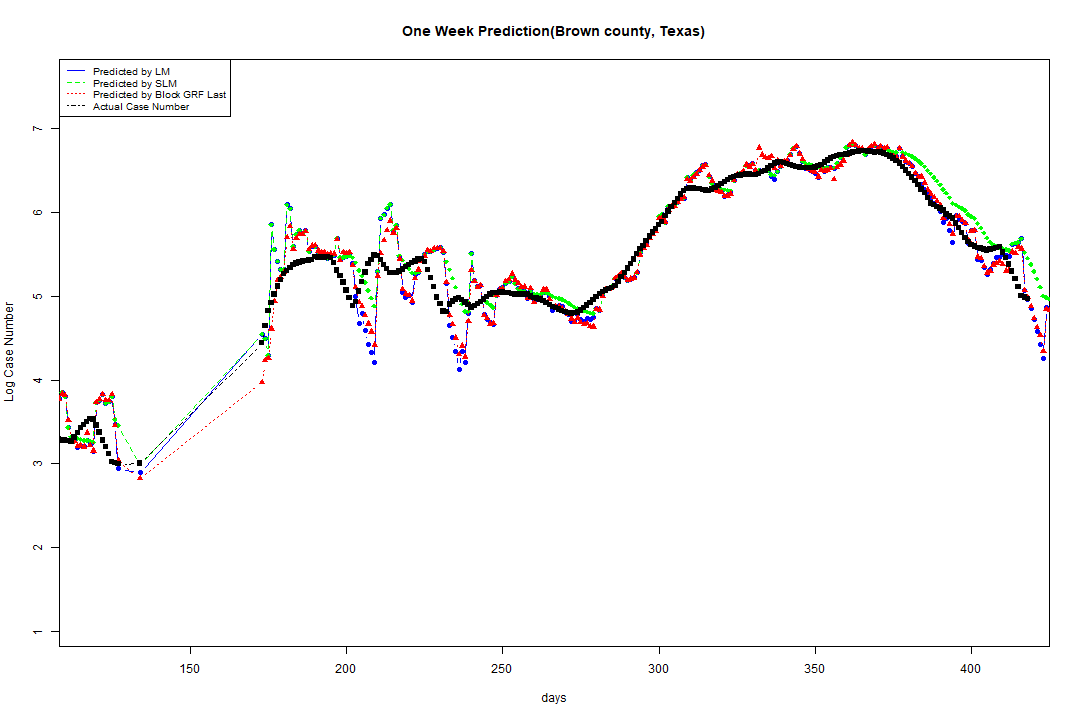 One Week Prediction(Brown county, Texas)
Predicted by LM
Predicted by SLM
Predicted by Block GRF Last
Actual Case Number
Log Case Number
7
6
5
4
3
2
1
150 200 250 300 350 400
days